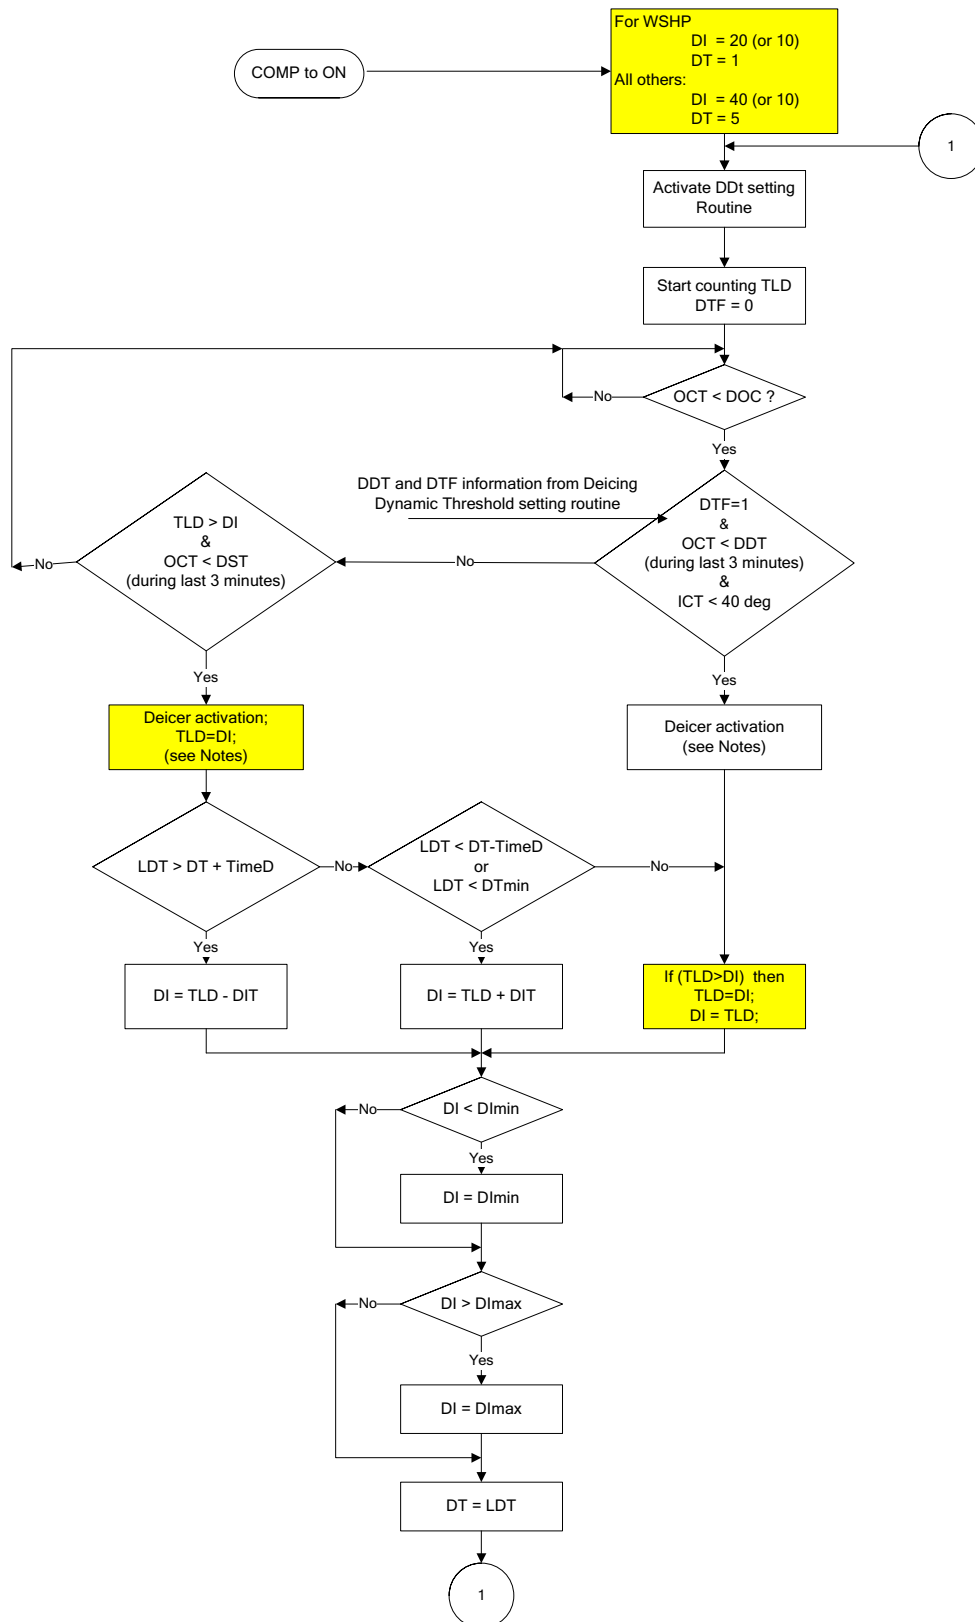 For WSHP
DI = 20 (or 10)
DT = 1
All others:
DI = 40 (or 10)
DT = 5
COMP to ON
1
Activate DDt setting
Routine
Start counting TLD
DTF = 0
No
OCT < DOC ?
Yes
DDT and DTF information from Deicing
Dynamic Threshold setting routine
DTF=1
&
OCT < DDT
(during last 3 minutes)
&
ICT < 40 deg
No
TLD > DI
&
OCT < DST
(during last 3 minutes)
No
Yes
Yes
Deicer activation;
TLD=DI;
(see Notes)
Deicer activation
(see Notes)
LDT > DT + TimeD
No
LDT < DT-TimeD
or
LDT < DTmin
No
Yes
Yes
DI = TLD - DIT
DI = TLD + DIT
If (TLD>DI) then
TLD=DI;
DI = TLD;
No
DI < DImin
Yes
DI = DImin
No
DI > DImax
Yes
DI = DImax
DT = LDT
1